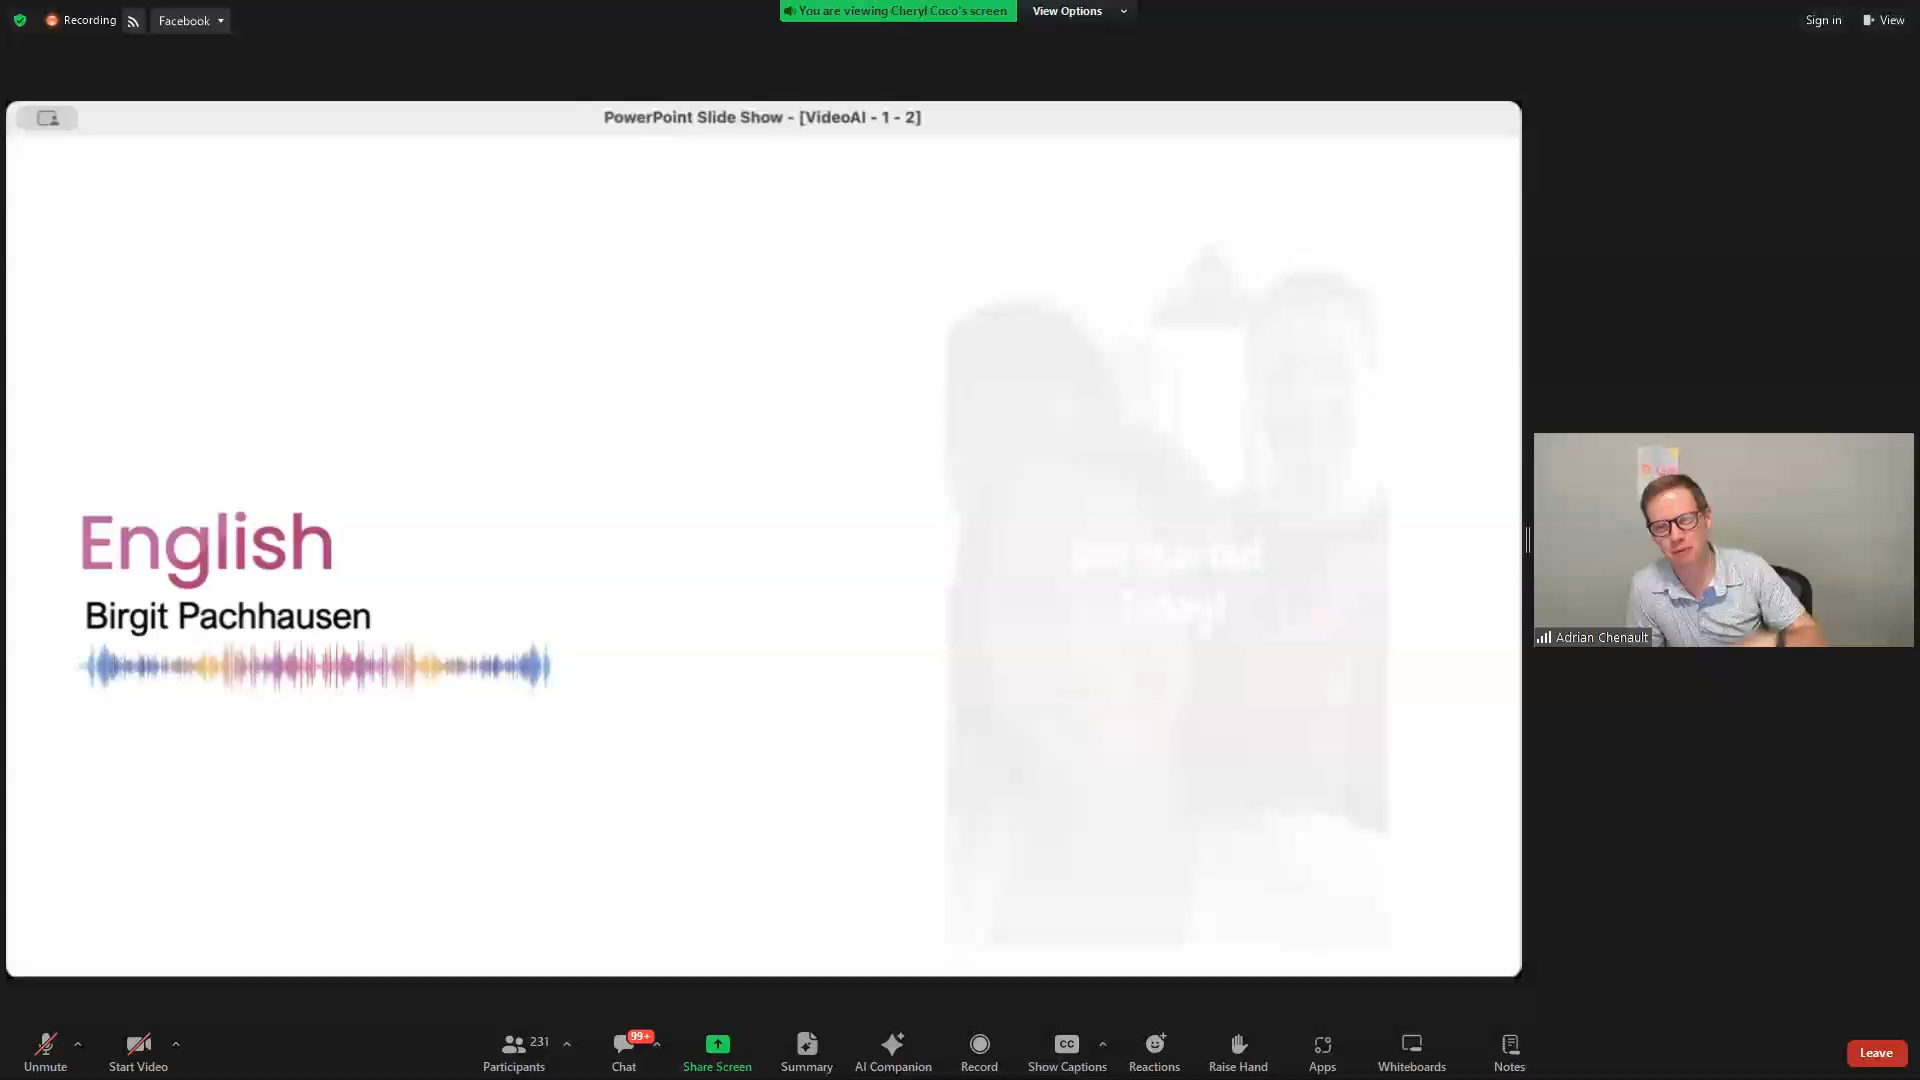 Recording
Facebook
You are viewing Cheryl Coco's screen
View Options
Sign in
View
PowerPoint Slide Show - [VideoAI - 1 - 2]
English
Birgit Pachhausen
Today!
Adrian Chenault
Unmute
Start Video
231
Participants
99+
Chat
Share Screen
Summary
AI Companion
Record
CC
Show Captions
Reactions
Raise Hand
Apps
Whiteboards
Notes
Leave